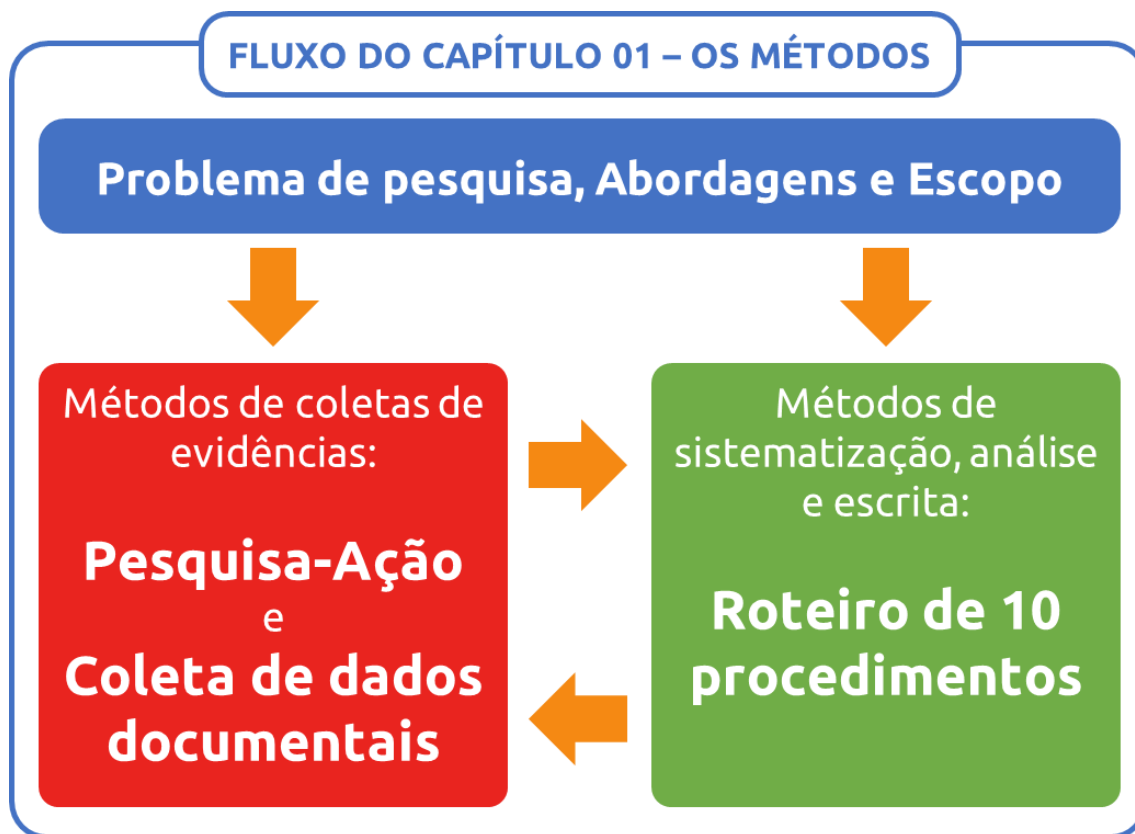 FLUXO DO CAPÍTULO 01 – OS MÉTODOS
Problema de pesquisa, Abordagens e Escopo
Métodos de coletas de
evidências:
Pesquisa-Ação
e
Coleta de dados
documentais
Métodos de
sistematização, análise
e escrita:
Roteiro de 10
procedimentos